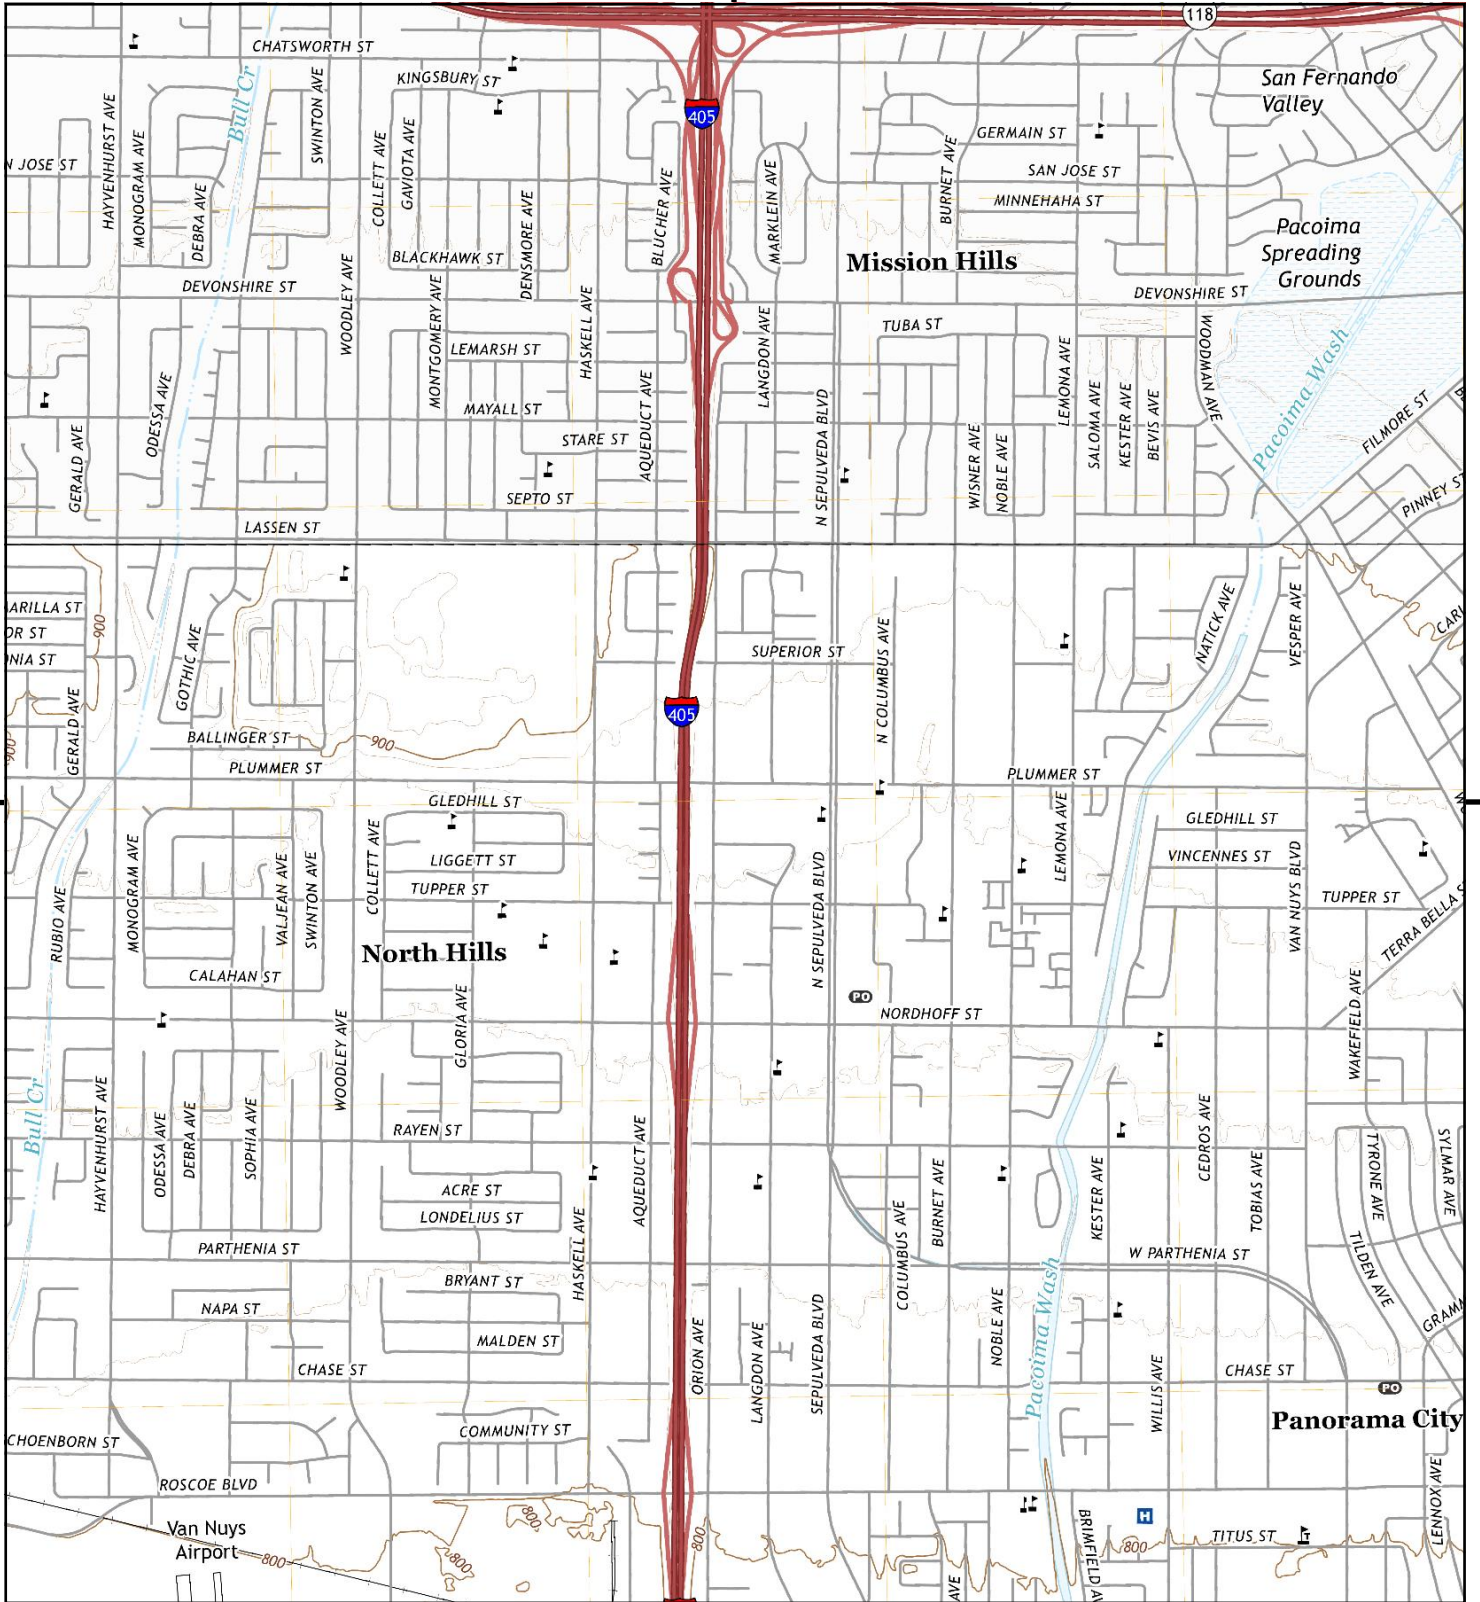 118
CHATSWORTH ST
KINGSBURY ST
San Fernando
Valley
Bull Cr
SWINTON AVE
HAYVENHURST AVE
MONOGRAM AVE
COLLETT AVE
GAVIOTA AVE
405
GERMAIN ST
BURNET AVE
N JOSE ST
SAN JOSE ST
MINNEHAHA ST
DEBRA AVE
DENSMORE AVE
BLUCHER AVE
MARKLEIN AVE
Pacoima
Spreading
Grounds
BLACKHAWK ST
Mission Hills
DEVONSHIRE ST
DEVONSHIRE ST
WOODLEY AVE
MONTGOMERY AVE
HASKELL AVE
LANGDON AVE
TUBA ST
WOODMAN AVE
LEMARSH ST
LEMONA AVE
Pacoima Wash
ODESSA AVE
AQUEDUCT AVE
N SEPULVEDA BLVD
SALOMA AVE
KESTER AVE
BEVIS AVE
MAYALL ST
FILMORE ST
GERALD AVE
STARE ST
WISNER AVE
NOBLE AVE
SEPTO ST
PINNEY ST
LASSEN ST
ARILLA ST
OR ST
NIA ST
900
GOTHIC AVE
NATICK AVE
VESPER AVE
CARL
SUPERIOR ST
N COLUMBUS AVE
GERALD AVE
405
BALLINGER ST
900
900
PLUMMER ST
PLUMMER ST
GLEDHILL ST
GLEDHILL ST
LEMONA AVE
COLLETT AVE
MONOGRAM AVE
VALJEAN AVE
SWINTON AVE
LIGGETT ST
VINCENNES ST
VAN NUYS BLVD
TUPPER ST
TUPPER ST
RUBIO AVE
N SEPULVEDA BLVD
TERRA BELLA S
North Hills
CALAHAN ST
PO
WAKEFIELD AVE
GLORIA AVE
NORDHOFF ST
WOODLEY AVE
Bull Cr
HAYVENHURST AVE
ODESSA AVE
DEBRA AVE
SOPHIA AVE
RAYEN ST
AQUEDUCT AVE
CEDROS AVE
TYRONE AVE
SYLMAR AVE
KESTER AVE
TOBIAS AVE
BURNET AVE
ACRE ST
COLUMBUS AVE
LONDELIUS ST
HASKELL AVE
PARTHENIA ST
W PARTHENIA ST
TILDEN AVE
BRYANT ST
Pacoima Wash
NAPA ST
NOBLE AVE
SEPULVEDA BLVD
ORION AVE
LANGDON AVE
MALDEN ST
GRAM
CHASE ST
CHASE ST
WILLIS AVE
PO
Panorama City
COMMUNITY ST
CHOENBORN ST
LENNOX AVE
ROSCOE BLVD
Van Nuys
Airport
800
800
800
800
H
BRIMFIELD AV
800
TITUS ST
T
AVE